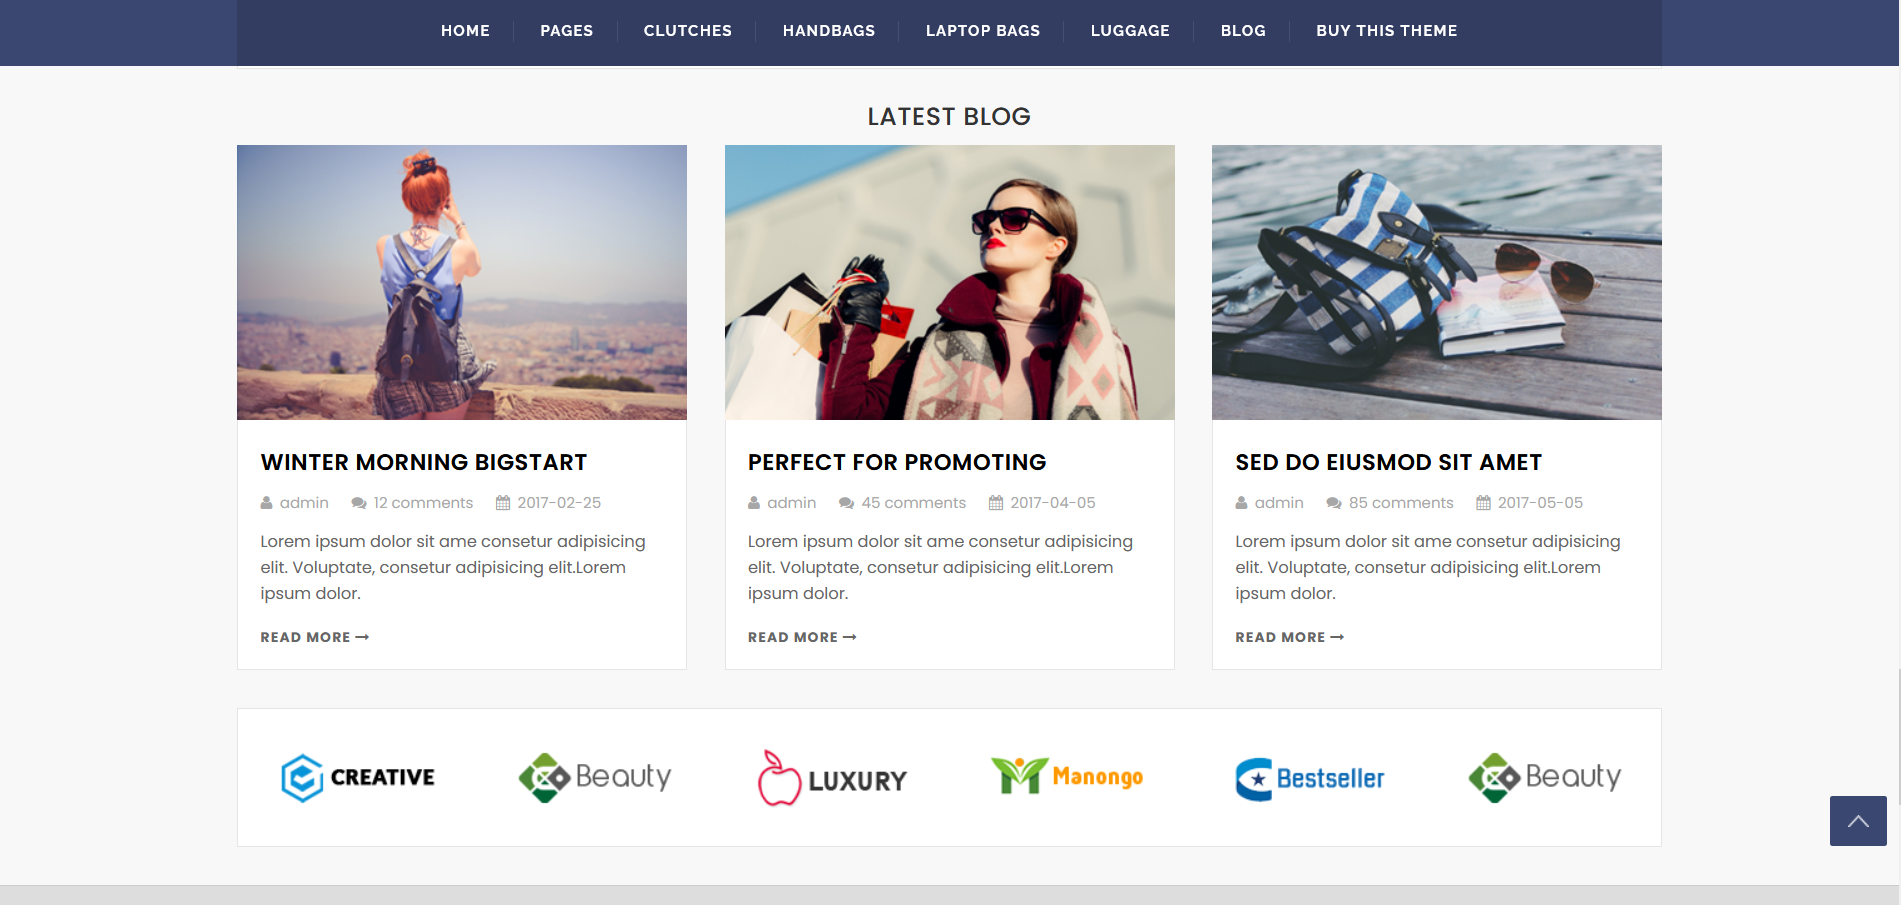 HOME PAGES CLUTCHES HANDBAGS LAPTOP BAGS LUGGAGE BLOG BUY THIS THEME
LATEST BLOG
WINTER MORNING BIGSTART
admin 12 comments 2017-02-25
Lorem ipsum dolor sit ame consetur adipisicing
elit. Voluptate, consetur adipisicing elit.Lorem
ipsum dolor.
READ MORE
PERFECT FOR PROMOTING
admin 45 comments 2017-04-05
Lorem ipsum dolor sit ame consetur adipisicing
elit. Voluptate, consetur adipisicing elit.Lorem
ipsum dolor.
READ MORE
SED DO EIUSMOD SIT AMET
admin 85 comments 2017-05-05
Lorem ipsum dolor sit ame consetur adipisicing
elit. Voluptate, consetur adipisicing elit.Lorem
ipsum dolor.
READ MORE
CREATIVE Beauty LUXURY Manongo Bestseller Beauty